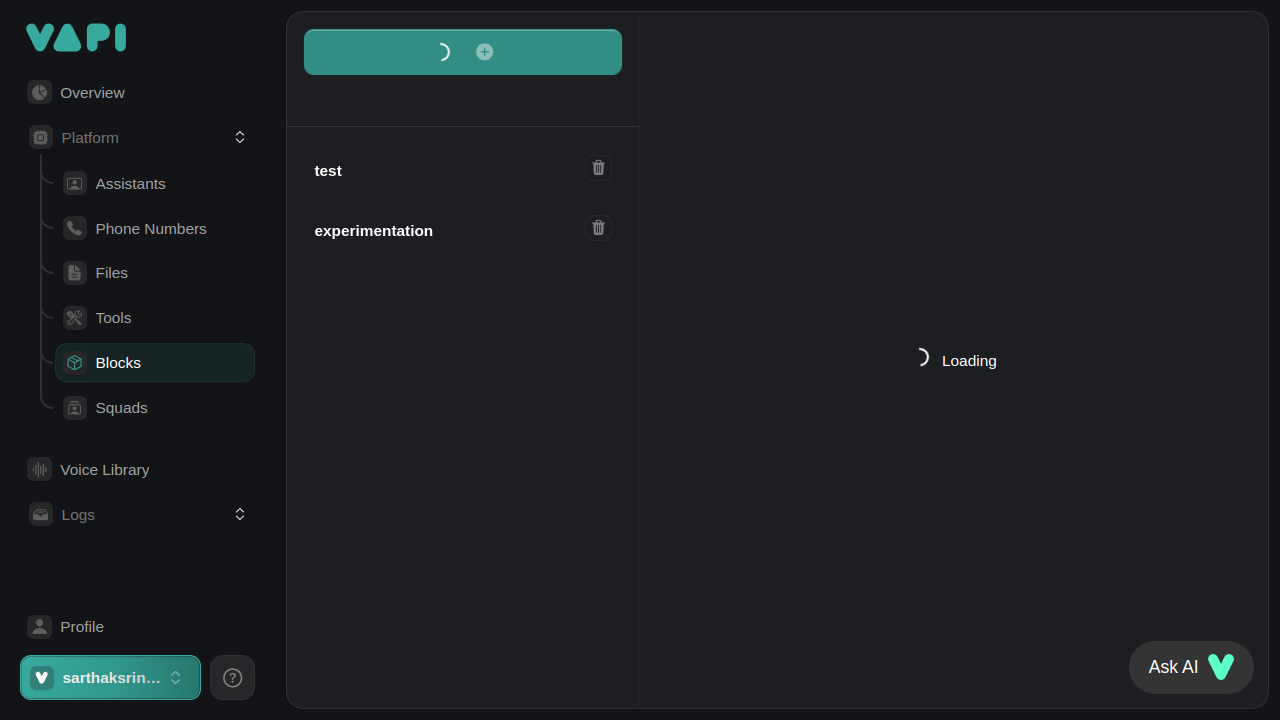 VAPI
Overview
Platform
Assistants
Phone Numbers
Files
Tools
Blocks
Squads
Voice Library
Logs
Profile
sarthaksrin...
?
test
experimentation
Loading
Ask AI